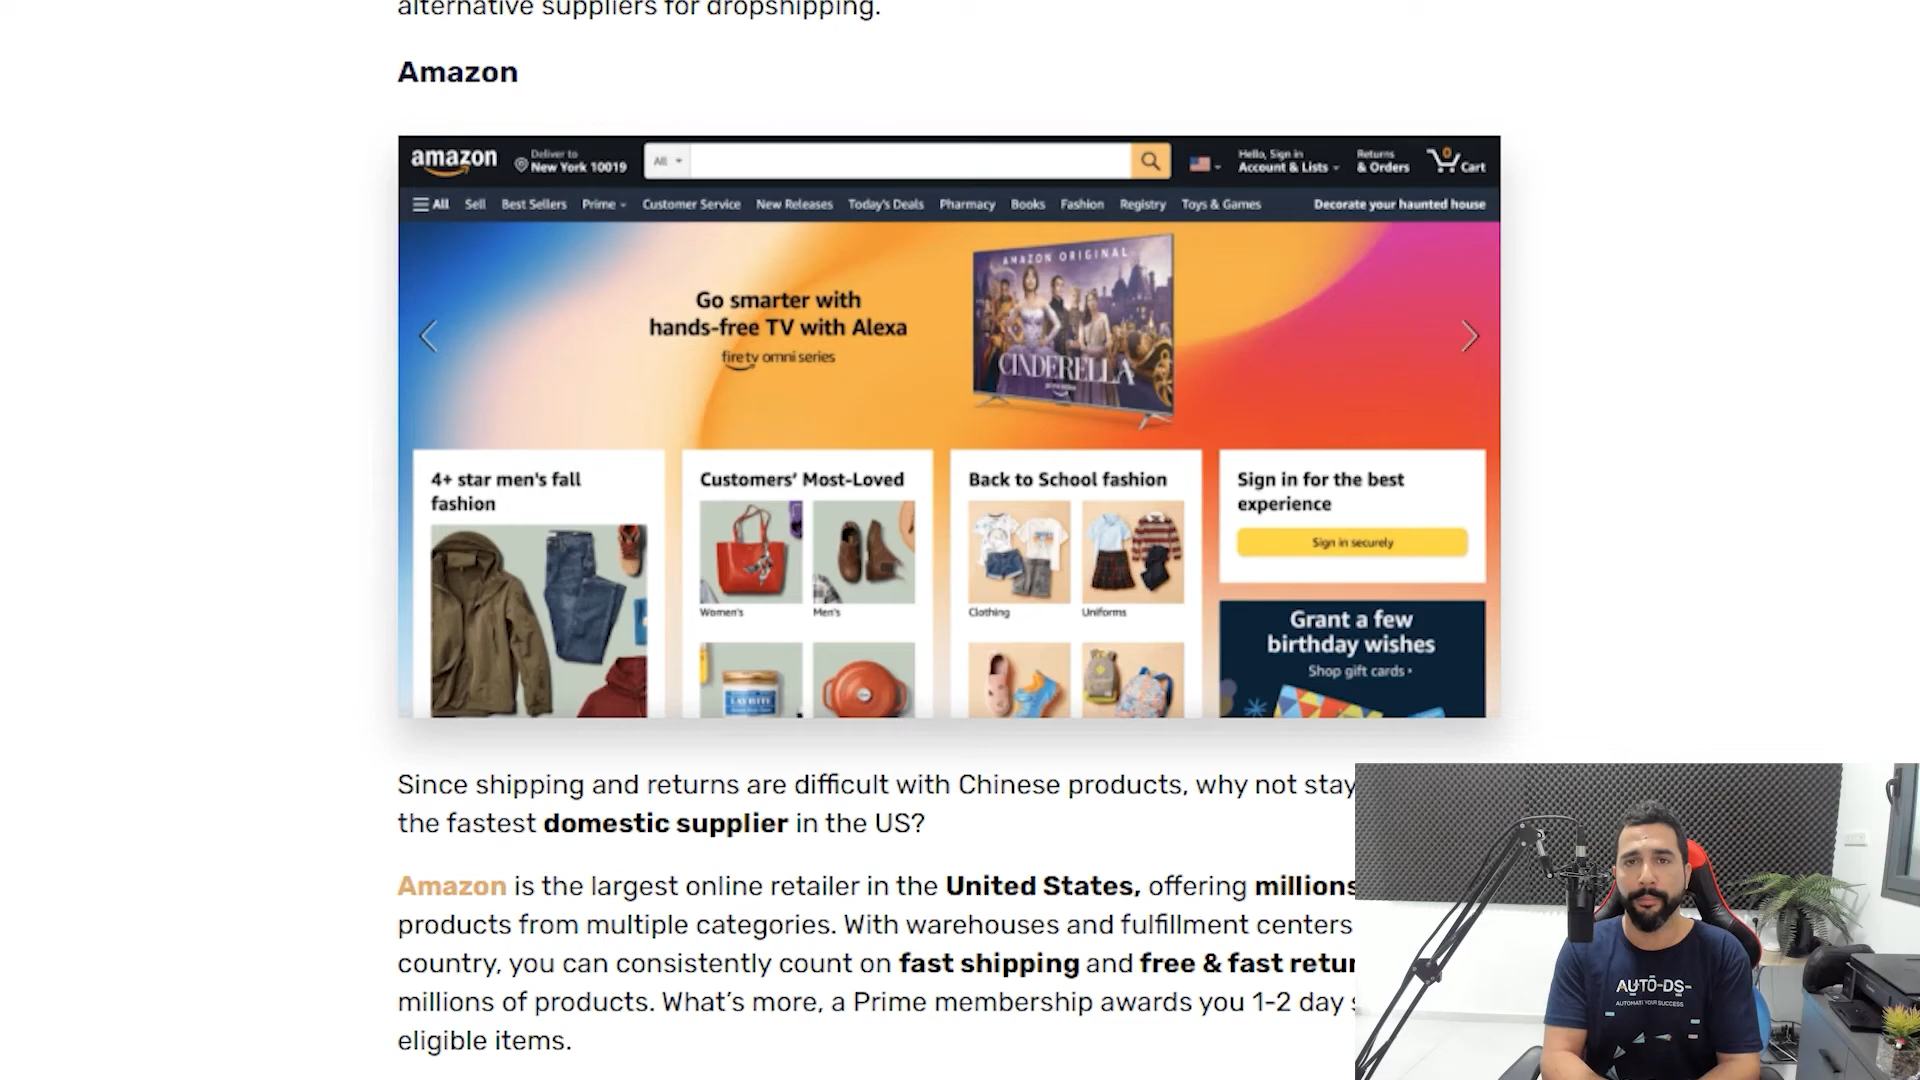 alternative suppliers for dropshipping.
Amazon
amazon
Deliver to
New York 10019
All
Hello, Sign in
Account & Lists
Returns
& Orders
0
Cart
All Sell Best Sellers Prime Customer Service New Releases Today's Deals Pharmacy Books Fashion Registry Toys & Games Decorate your haunted house
AMAZON ORIGINAL
CINDERELLA
Go smarter with
hands-free TV with Alexa
fire tv omni series
4+ star men's fall
fashion
Customers' Most-Loved
Women's
Men's
Back to School fashion
Clothing
Uniforms
Sign in for the best
experience
Sign in securely
Grant a few
birthday wishes
Shop gift cards ›
Since shipping and returns are difficult with Chinese products, why not stay
the fastest domestic supplier in the US?
Amazon is the largest online retailer in the United States, offering millions
products from multiple categories. With warehouses and fulfillment centers
country, you can consistently count on fast shipping and free & fast retur
millions of products. What's more, a Prime membership awards you 1-2 day
eligible items.
AUTO-DS
AUTOMATE YOUR SUCCESS